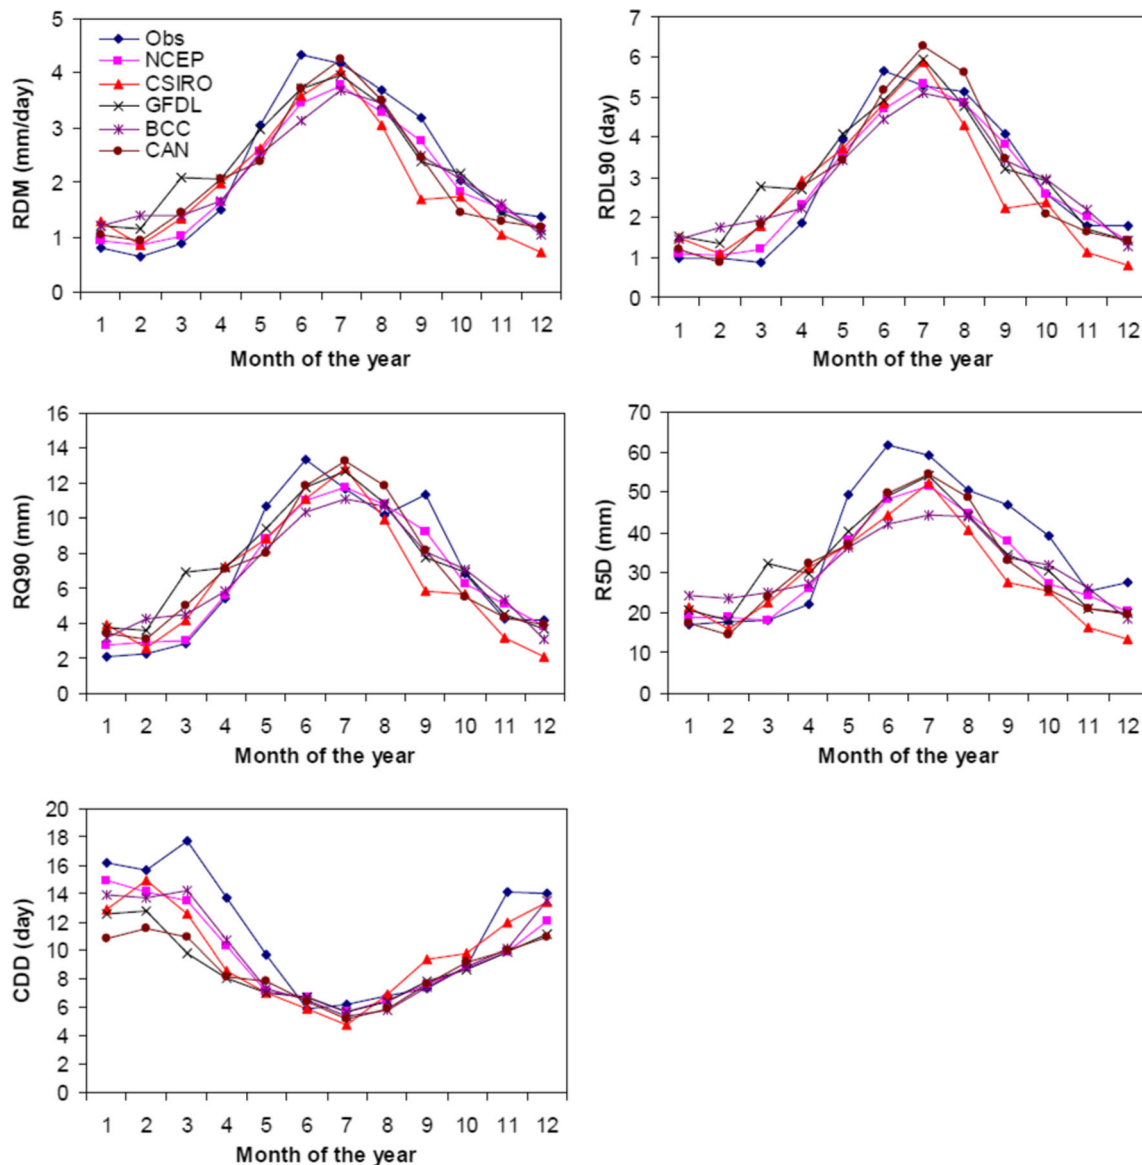 RDM (mm/day)
5
4
3
2
1
0
Obs
NCEP
CSIRO
GFDL
BCC
CAN
1 2 3 4 5 6 7 8 9 10 11 12
Month of the year
RDL90 (day)
7
6
5
4
3
2
1
0
1 2 3 4 5 6 7 8 9 10 11 12
Month of the year
RQ90 (mm)
16
14
12
10
8
6
4
2
0
1 2 3 4 5 6 7 8 9 10 11 12
Month of the year
R5D (mm)
70
60
50
40
30
20
10
0
1 2 3 4 5 6 7 8 9 10 11 12
Month of the year
CDD (day)
20
18
16
14
12
10
8
6
4
2
0
1 2 3 4 5 6 7 8 9 10 11 12
Month of the year